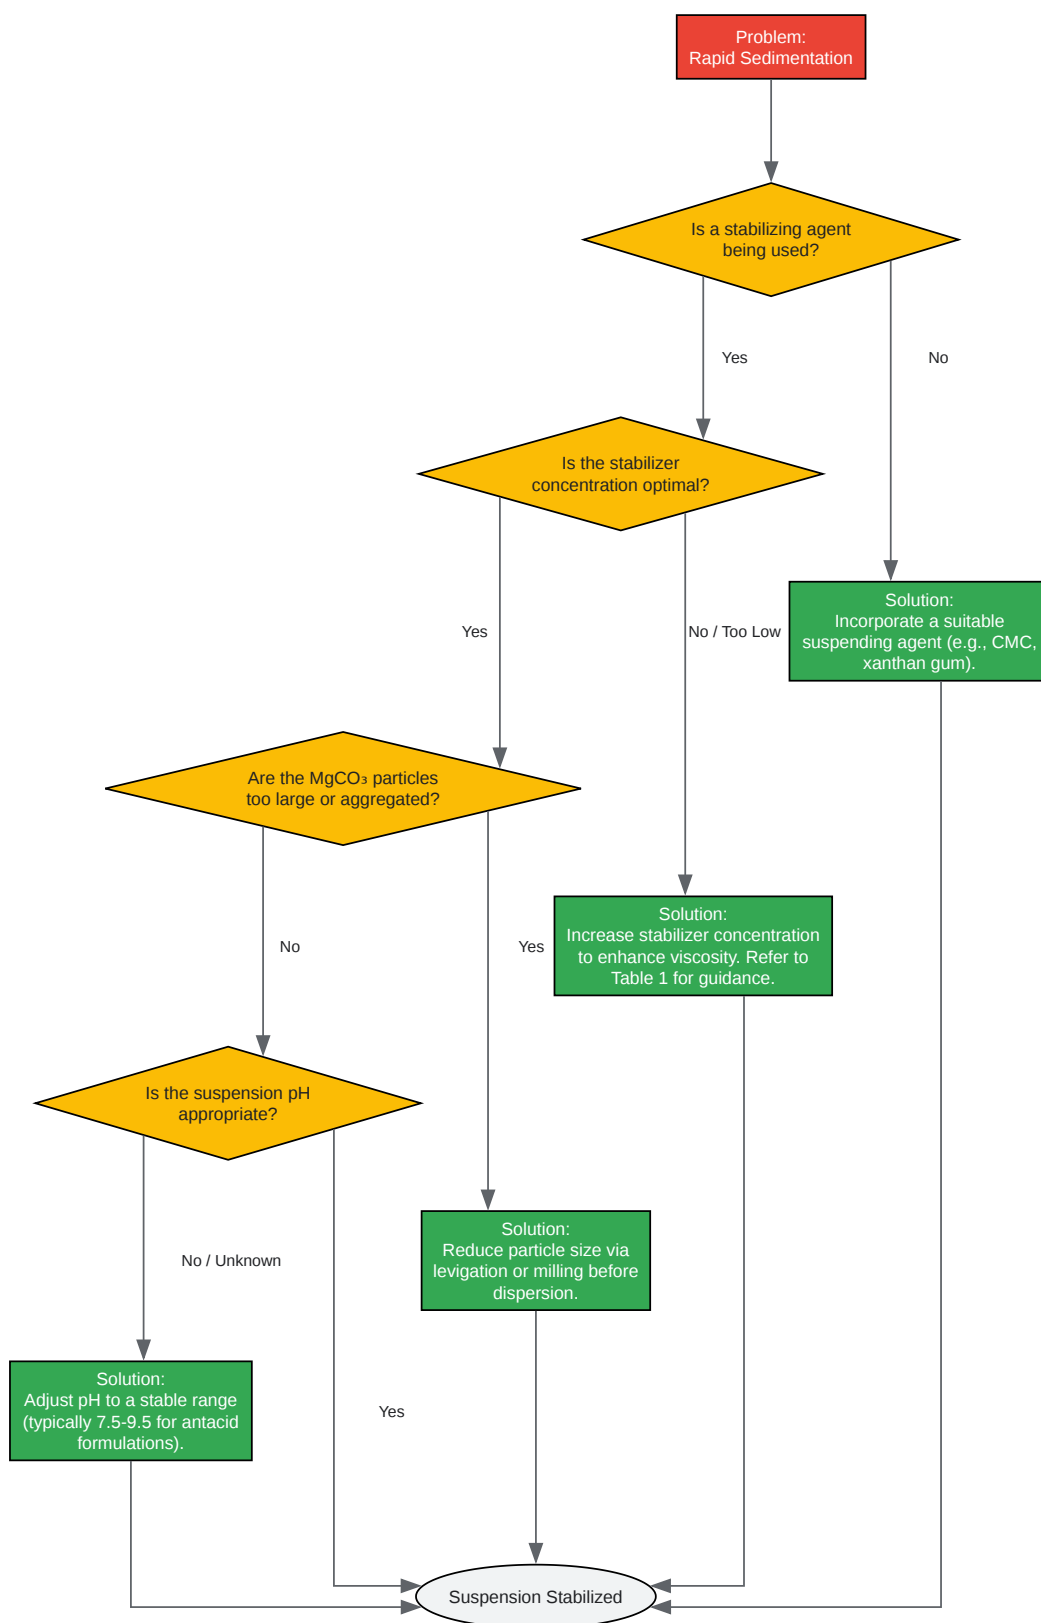 Problem:
Rapid Sedimentation
Is a stabilizing agent
being used?
Yes
No
Is the stabilizer
concentration optimal?
Solution:
Incorporate a suitable
suspending agent (e.g., CMC,
xanthan gum).
Yes
No / Too Low
Are the MgCO₃ particles
too large or aggregated?
Solution:
Increase stabilizer concentration
to enhance viscosity. Refer to
Table 1 for guidance.
No
Yes
Is the suspension pH
appropriate?
Solution:
Reduce particle size via
levigation or milling before
dispersion.
No / Unknown
Solution:
Adjust pH to a stable range
(typically 7.5-9.5 for antacid
formulations).
Yes
Suspension Stabilized